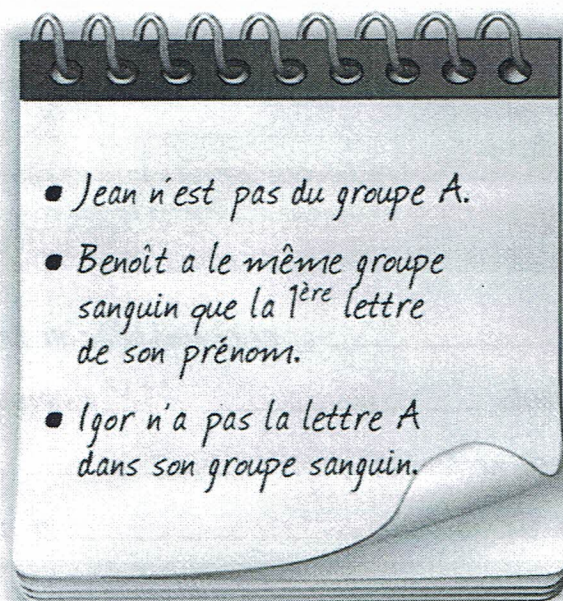 • Jean n'est pas du groupe A.
• Benoît a le même groupe
sanguin que la 1ère lettre
de son prénom.
• Igor n'a pas la lettre A
dans son groupe sanguin.